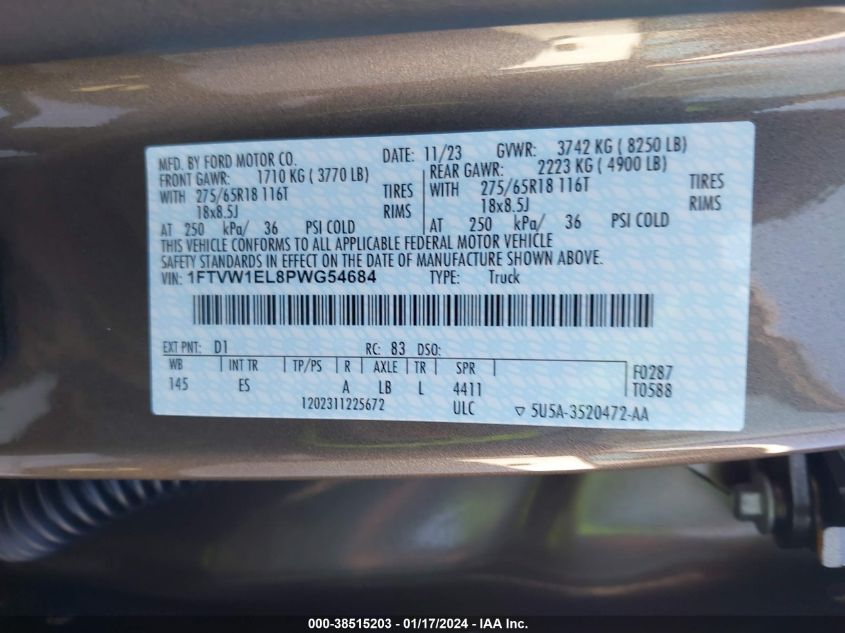 MFD. BY FORD MOTOR CO. DATE: 11/23 GVWR: 3742 KG ( 8250 LB)
FRONT GAWR: 1710 KG ( 3770 LB) REAR GAWR: 2223 KG ( 4900 LB)
WITH 275/65R18 116T TIRES WITH 275/65R18 116T TIRES
18x8.5J RIMS 18x8.5J RIMS
AT 250 kPa/ 36 PSI COLD AT 250 kPa/ 36 PSI COLD
THIS VEHICLE CONFORMS TO ALL APPLICABLE FEDERAL MOTOR VEHICLE
SAFETY STANDARDS IN EFFECT ON THE DATE OF MANUFACTURE SHOWN ABOVE.
VIN: 1FTVW1EL8PWG54684 TYPE: Truck
EXT PNT: D1 RC: 83 DSO:
WB INT TR TP/PS R AXLE TR SPR F0287
145 ES A LB L 4411 T0588
1202311225672 ULC ▽ 5U5A-3520472-AA
000-38515203 - 01/17/2024 - IAA Inc.